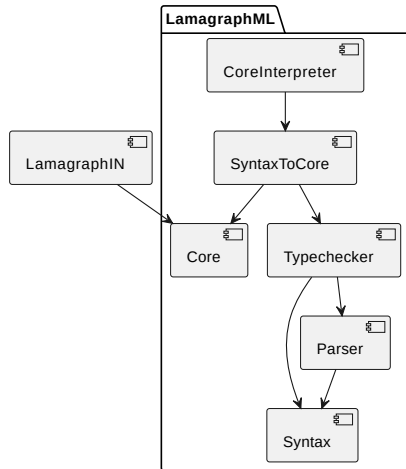 LamagraphML
CoreInterpreter
LamagraphIN
SyntaxToCore
Core
Typechecker
Parser
Syntax